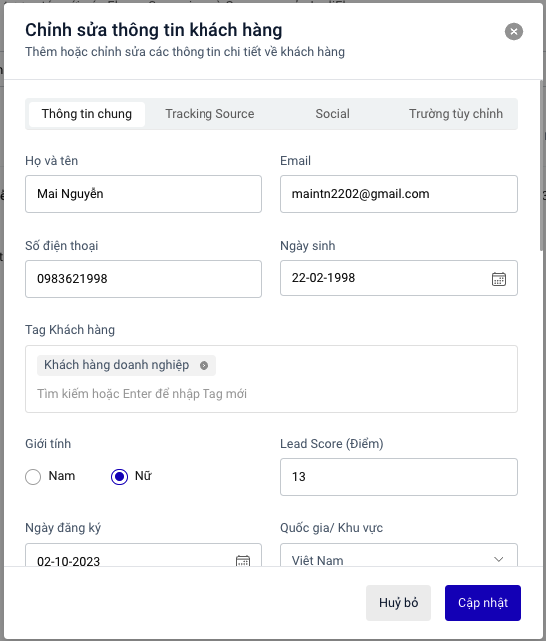 Chỉnh sửa thông tin khách hàng
Thêm hoặc chỉnh sửa các thông tin chi tiết về khách hàng
Thông tin chung Tracking Source Social Trường tùy chỉnh
Họ và tên Email
Mai Nguyễn maintn2202@gmail.com
Số điện thoại Ngày sinh
0983621998 22-02-1998
Tag Khách hàng
Khách hàng doanh nghiệp
Tìm kiếm hoặc Enter để nhập Tag mới
Giới tính Lead Score (Điểm)
Nam Nữ 13
Ngày đăng ký Quốc gia/ Khu vực
02-10-2023 Việt Nam
Huỷ bỏ Cập nhật